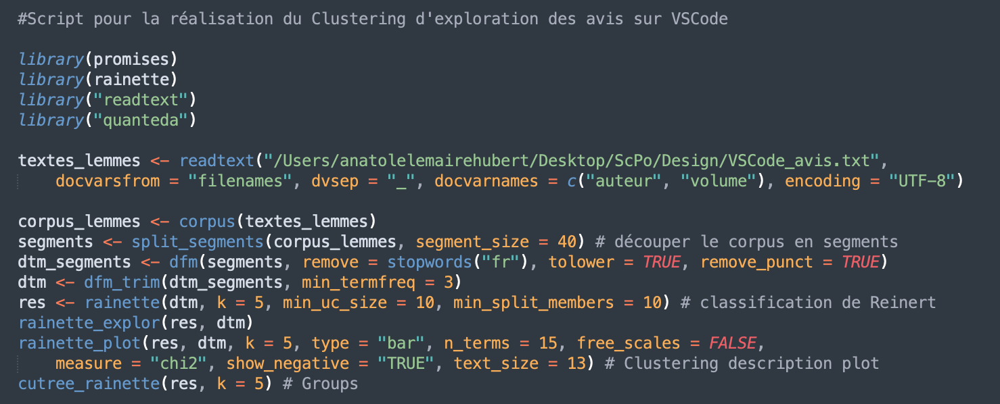 #Script pour la réalisation du Clustering d'exploration des avis sur VSCode
library(promises)
library(rainette)
library("readtext")
library("quanteda")
textes_lemmes <- readtext("/Users/anatolelemairehubert/Desktop/ScPo/Design/VSCode_avis.txt",
docvarsfrom = "filenames", dvsep = "_", docvarnames = c("auteur", "volume"), encoding = "UTF-8")
corpus_lemmes <- corpus(textes_lemmes)
segments <- split_segments(corpus_lemmes, segment_size = 40) # découper le corpus en segments
dtm_segments <- dfm(segments, remove = stopwords("fr"), tolower = TRUE, remove_punct = TRUE)
dtm <- dfm_trim(dtm_segments, min_termfreq = 3)
res <- rainette(dtm, k = 5, min_uc_size = 10, min_split_members = 10) # classification de Reinert
rainette_explor(res, dtm)
rainette_plot(res, dtm, k = 5, type = "bar", n_terms = 15, free_scales = FALSE,
measure = "chi2", show_negative = "TRUE", text_size = 13) # Clustering description plot
cutree_rainette(res, k = 5) # Groups